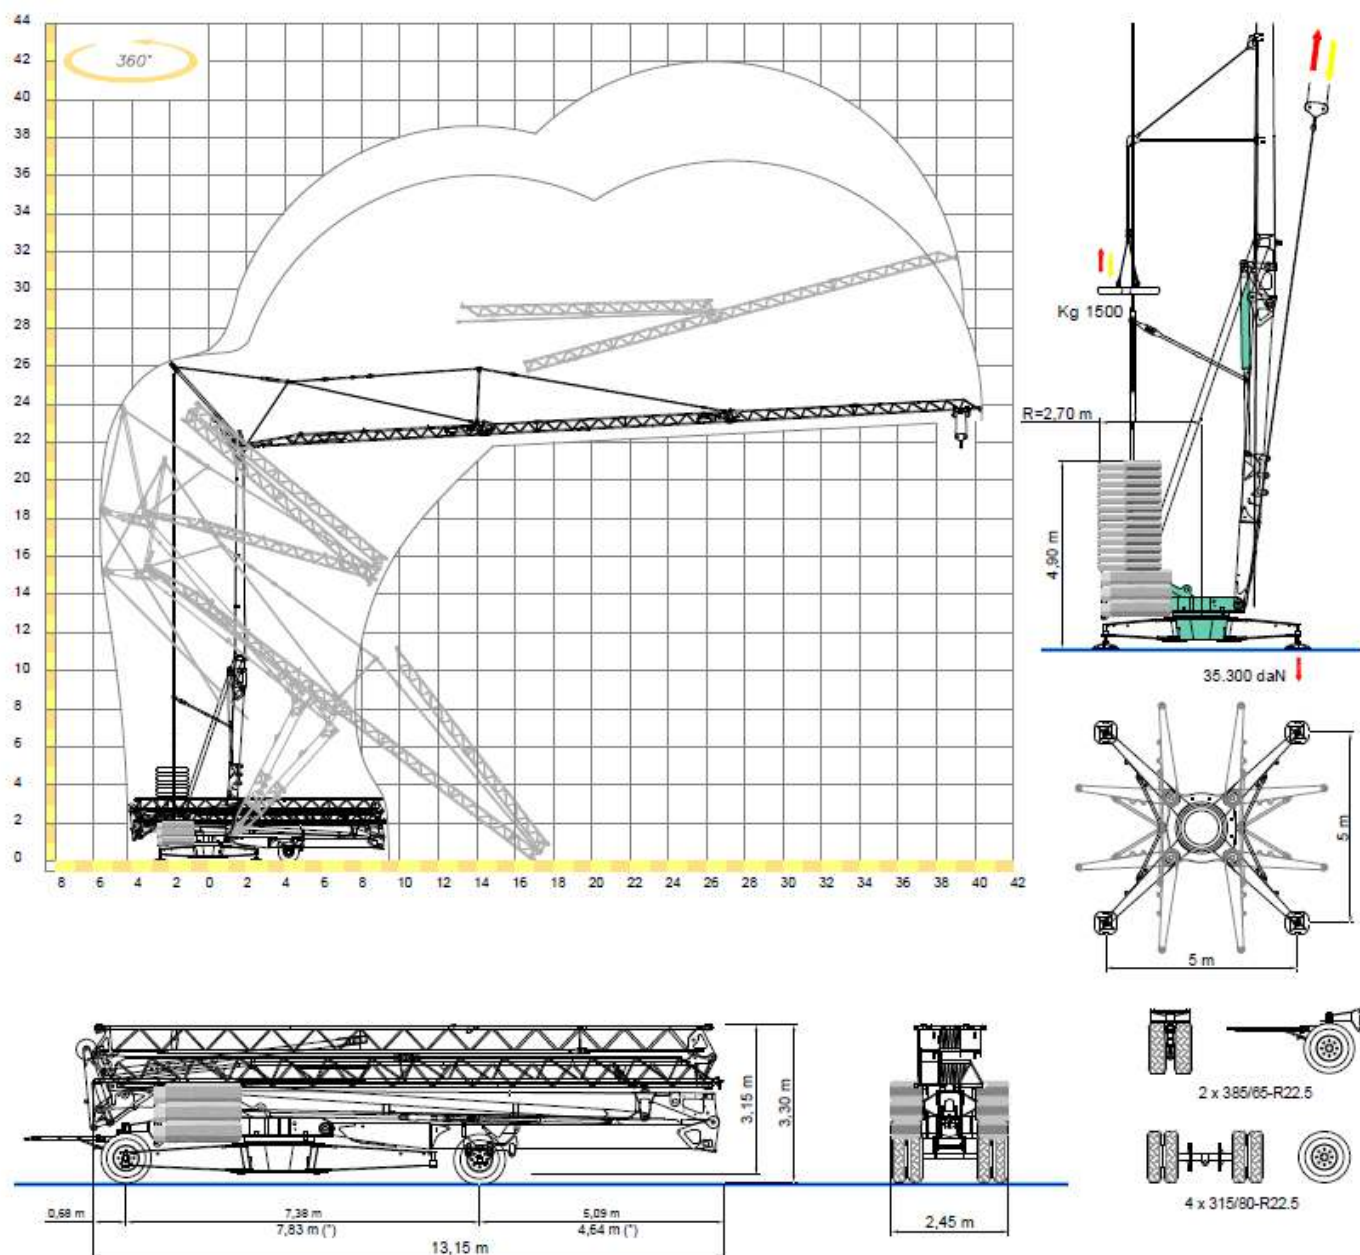 44
42
40
38
36
34
32
30
28
26
24
22
20
18
16
14
12
10
8
6
4
2
0
360°
8 6 4 2 0 2 4 6 8 10 12 14 16 18 20 22 24 26 28 30 32 34 36 38 40 42
Kg 1500
R=2,70 m
4,90 m
35.300 daN
5 m
5 m
3,15 m
3,30 m
0,68 m
7,38 m
7,83 m (*)
5,09 m
4,64 m (*)
13,15 m
2,45 m
2 x 385/65-R22.5
4 x 315/80-R22.5